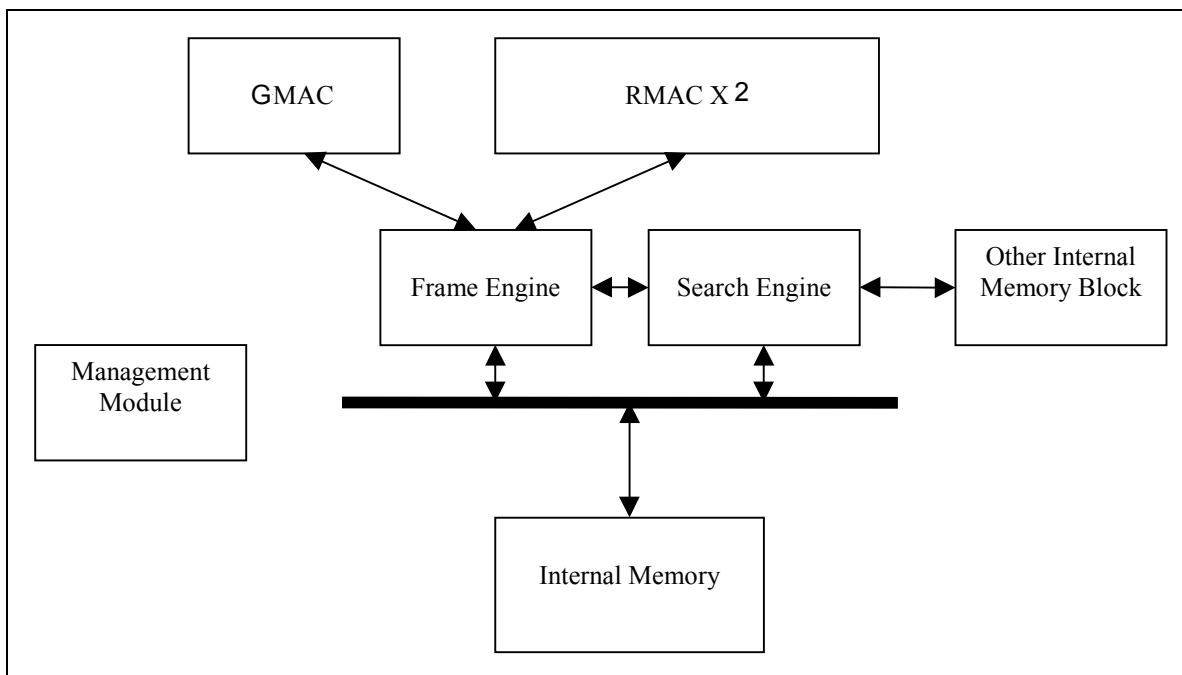 GMAC
RMAC X 2
Frame Engine
Search Engine
Other Internal
Memory Block
Management
Module
Internal Memory